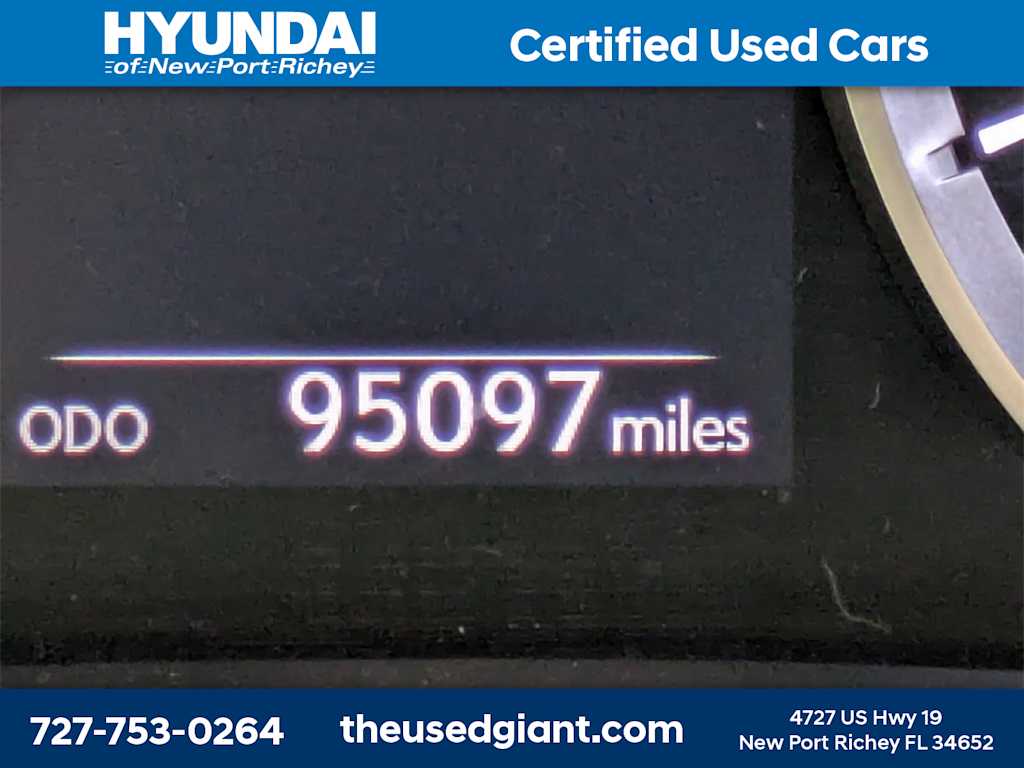 HYUNDAI
of New Port Richey
Certified Used Cars
ODO 95097 miles
727-753-0264
theusedgiant.com
4727 US Hwy 19
New Port Richey FL 34652